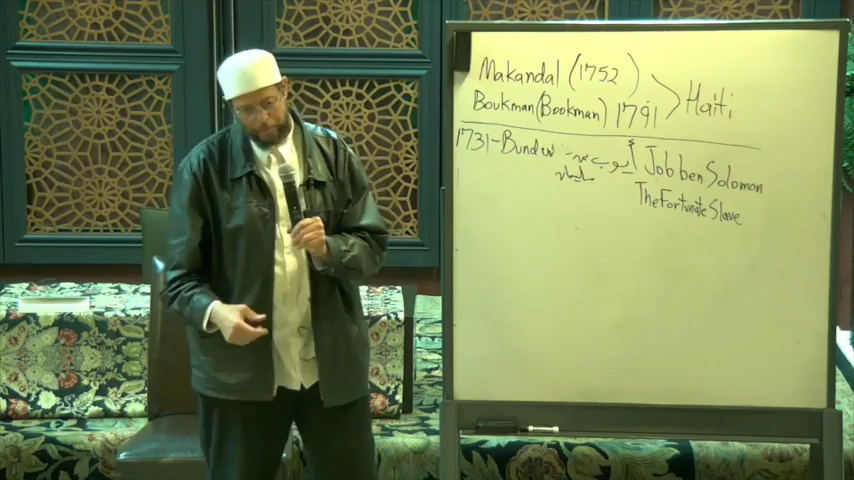 Makandal (1752)
Boukman (Bookman) 1791 > Haiti
1731-Bundu أيوب بن Job ben Solomon
سليمان
The Fortunate Slave